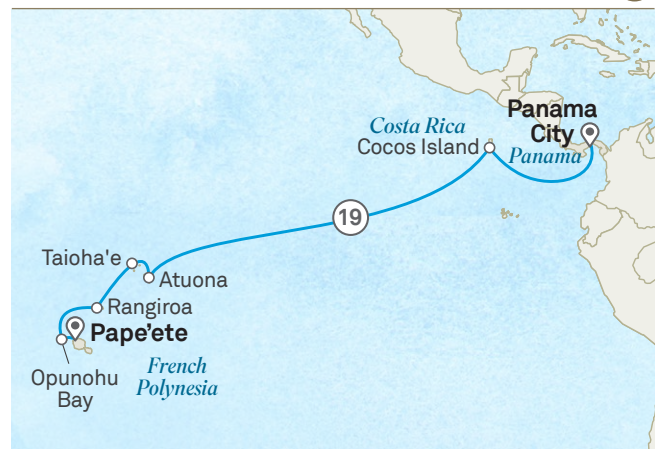 Panama
City
Costa Rica
Cocos Island
Panama
19
Taioha'e
Atuona
Rangiroa
Pape'ete
Opunohu
Bay
French
Polynesia